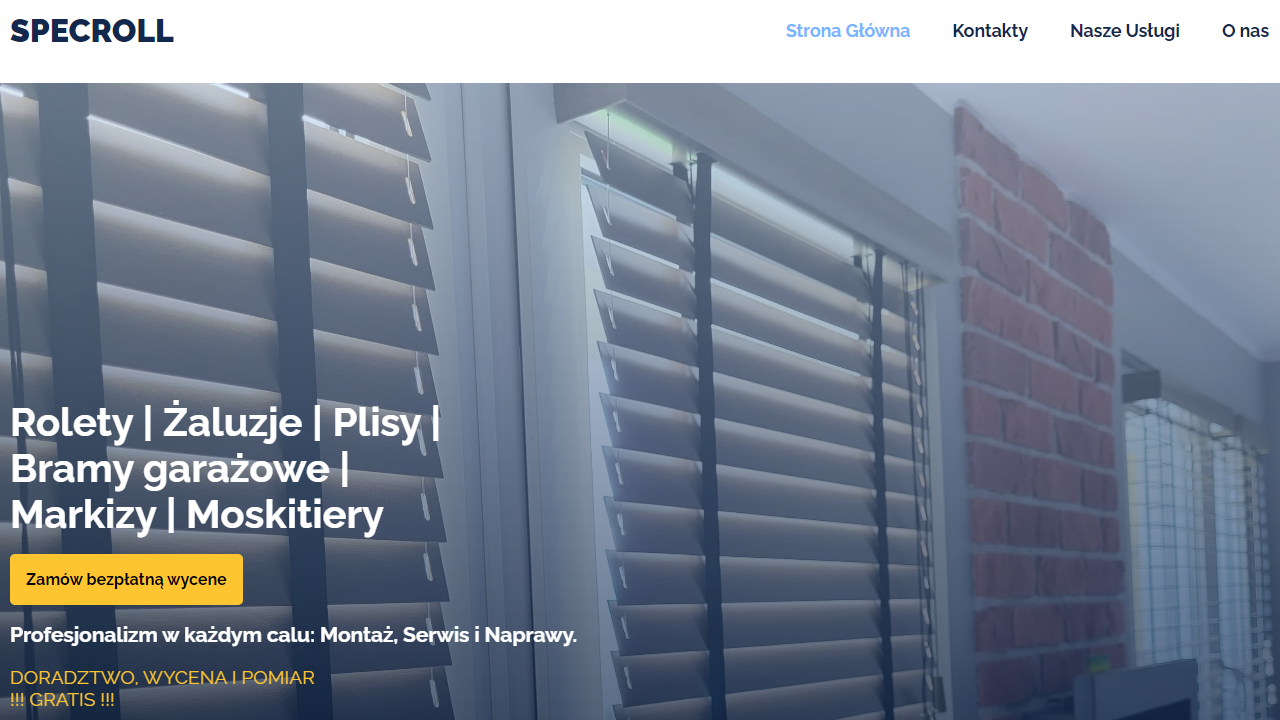 SPECROLL
Strona Główna
Kontakty
Nasze Usługi
O nas
Rolety | Żaluzje | Plisy |
Bramy garażowe |
Markizy | Moskitiery
Zamów bezpłatną wycene
Profesjonalizm w każdym calu: Montaż, Serwis i Naprawy.
DORADZTWO, WYCENA I POMIAR
!!! GRATIS !!!